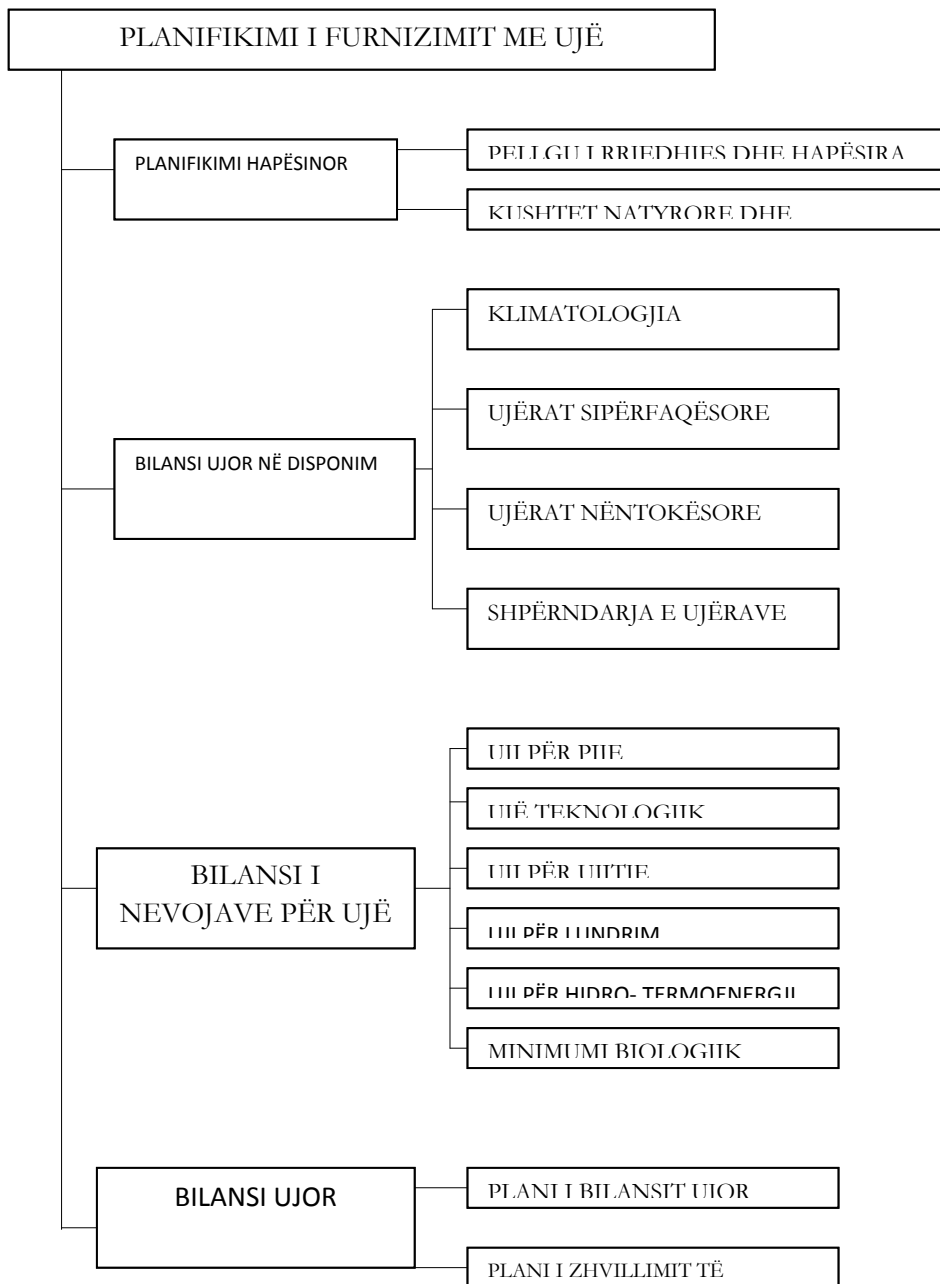 PLANIFIKIMI I FURNIZIMIT ME UJË
PLANIFIKIMI HAPËSINOR
PELLGU I RRJEDHJES DHE HAPËSIRA
KUSHTET NATYRORE DHE
BILANSI UJOR NË DISPONIM
KLIMATOLOGJIA
UJËRAT SIPËRFAQËSORE
UJËRAT NËNTOKËSORE
SHPËRNDARJA E UJËRAVE
BILANSI I
NEVOJAVE PËR UJË
UJI PËR PIJE
UJË TEKNOLOGJIK
UJI PËR UJITJE
UJI PËR LUNDRIM
UJI PËR HIDRO- TERMOENERGJI
MINIMUMI BIOLOGJIK
BILANSI UJOR
PLANI I BILANSIT UJOR
PLANI I ZHVILLIMIT TË